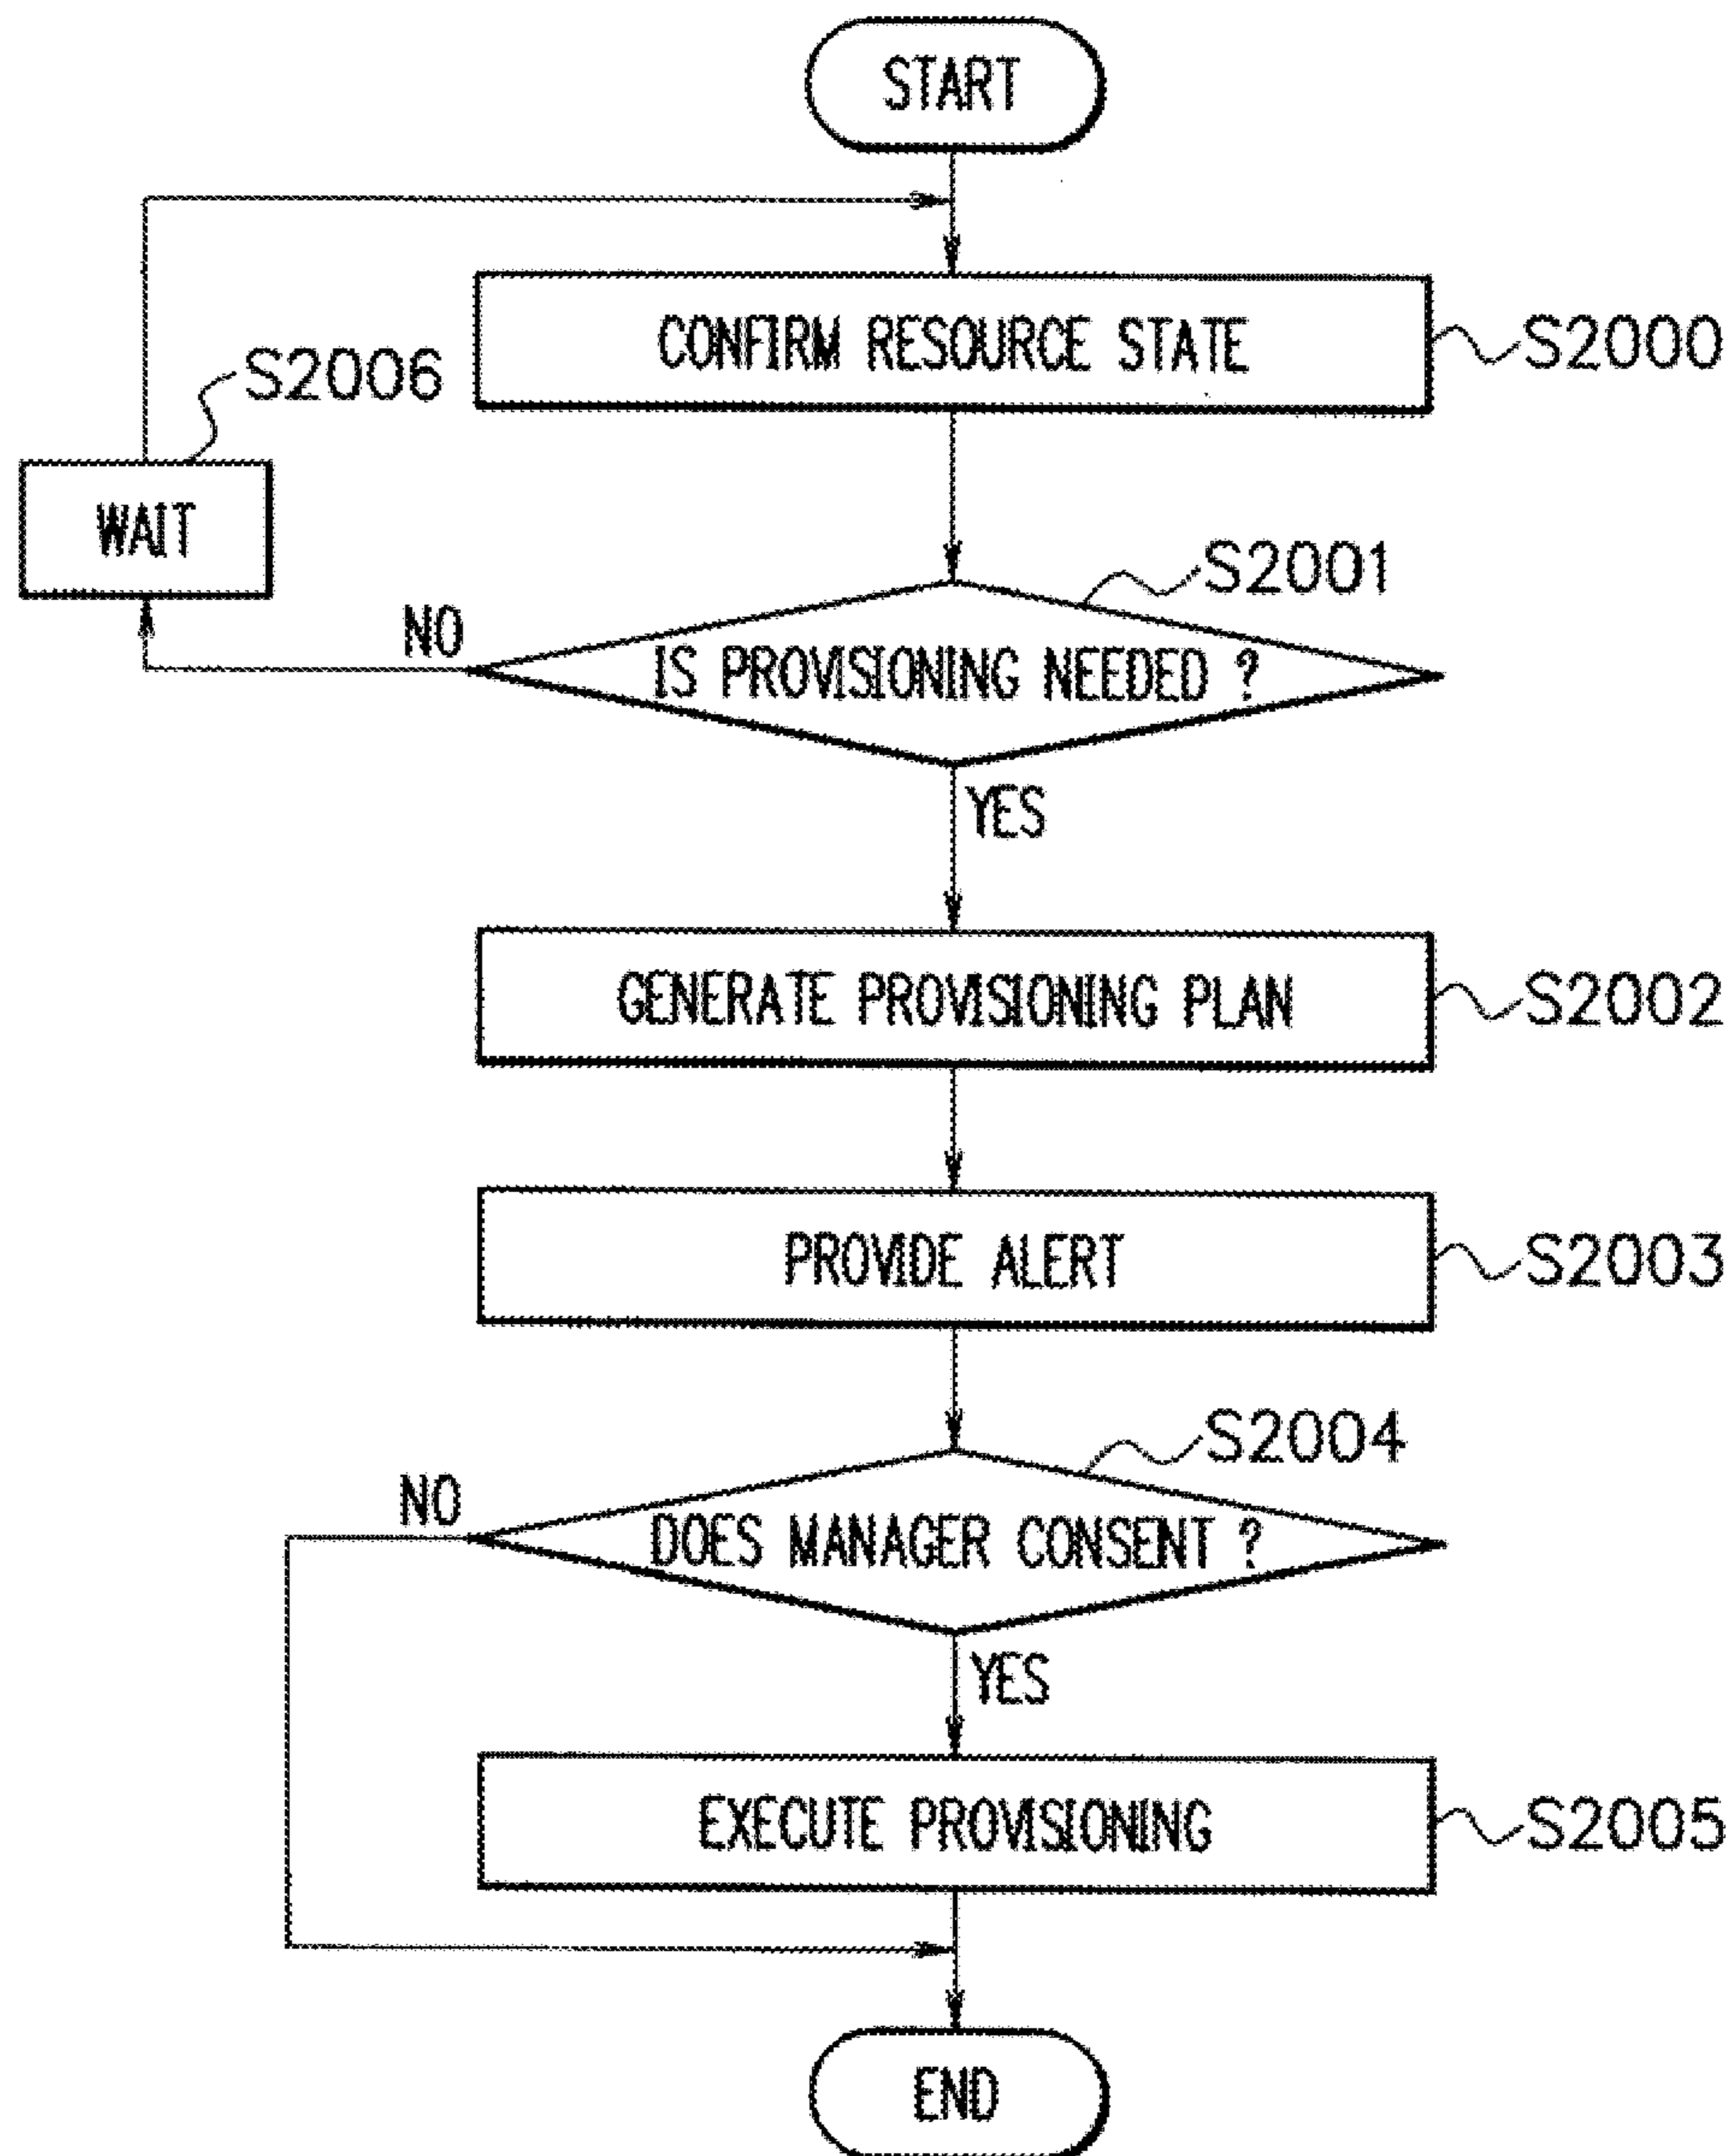 START
CONFIRM RESOURCE STATE
S2000
S2006
WAIT
S2001
NO
IS PROVISIONING NEEDED ?
YES
GENERATE PROVISIONING PLAN
S2002
PROVIDE ALERT
S2003
S2004
NO
DOES MANAGER CONSENT ?
YES
EXECUTE PROVISIONING
S2005
END